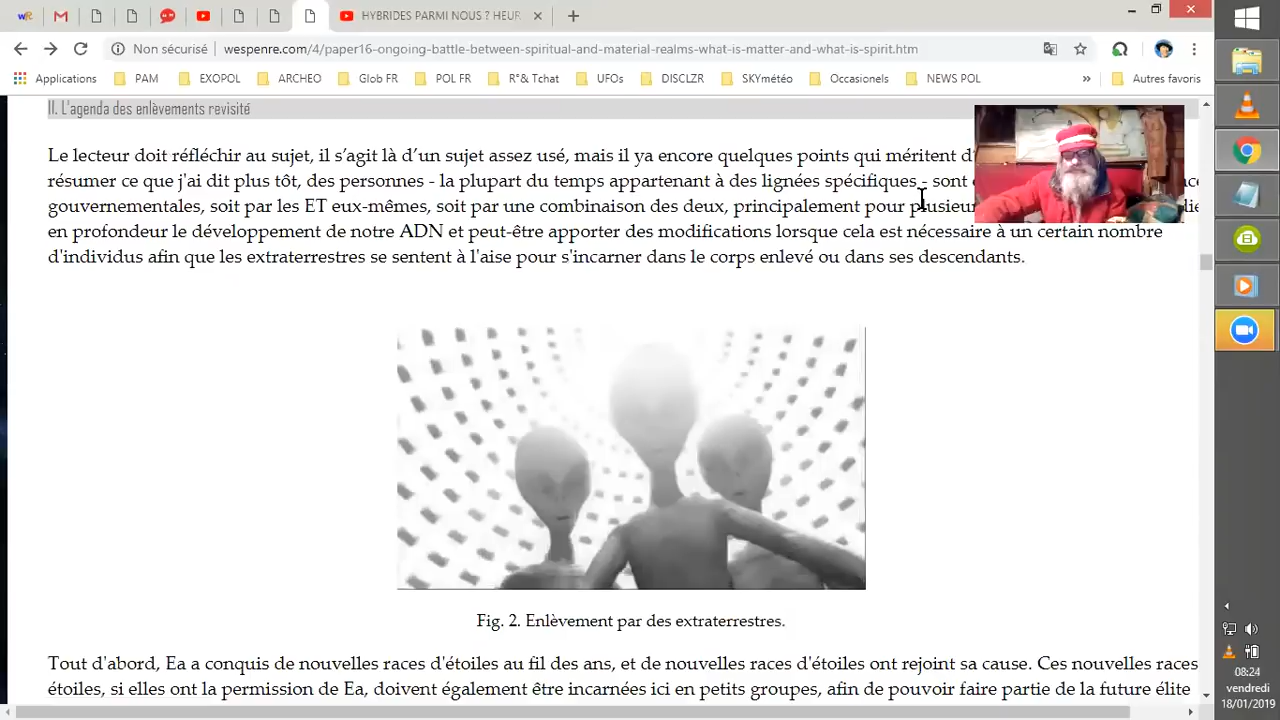 HYBRIDES PARMI NOUS ? HEUR
Non sécurisé
wespenre.com/4/paper16-ongoing-battle-between-spiritual-and-material-realms-what-is-matter-and-what-is-spirit.htm
Applications PAM EXOPOL ARCHEO Glob FR POL FR R°& Tchat UFOs DISCLZR SKYmétéo Occasionels NEWS POL » Autres favoris
II. L'agenda des enlèvements revisité
Le lecteur doit réfléchir au sujet, il s'agit là d'un sujet assez usé, mais il ya encore quelques points qui méritent
résumer ce que j'ai dit plus tôt, des personnes - la plupart du temps appartenant à des lignées spécifiques - sont
gouvernementales, soit par les ET eux-mêmes, soit par une combinaison des deux, principalement pour
en profondeur le développement de notre ADN et peut-être apporter des modifications lorsque cela est nécessaire à un certain nombre
d'individus afin que les extraterrestres se sentent à l'aise pour s'incarner dans le corps enlevé ou dans ses descendants.
Fig. 2. Enlèvement par des extraterrestres.
Tout d'abord, Ea a conquis de nouvelles races d'étoiles au fil des ans, et de nouvelles races d'étoiles ont rejoint sa cause. Ces nouvelles races
étoiles, si elles ont la permission de Ea, doivent également être incarnées ici en petits groupes, afin de pouvoir faire partie de la future élite
08:24
vendredi
18/01/2019